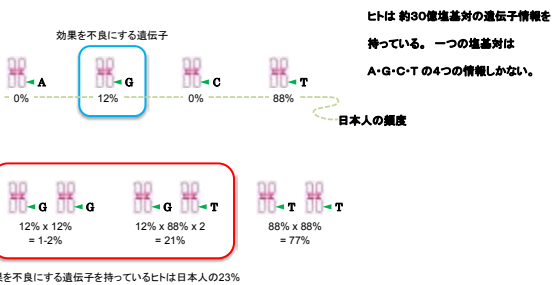 ヒトは 約30億塩基対の遺伝子情報を
持っている。 一つの塩基対は
A・G・C・T の4つの情報しかない。
効果を不良にする遺伝子
A G C T
0% 12% 0% 88%
日本人の頻度
G G G T T T
12% x 12% 12% x 88% x 2 88% x 88%
= 1-2% = 21% = 77%
を不良にする遺伝子を持っているヒトは日本人の23%